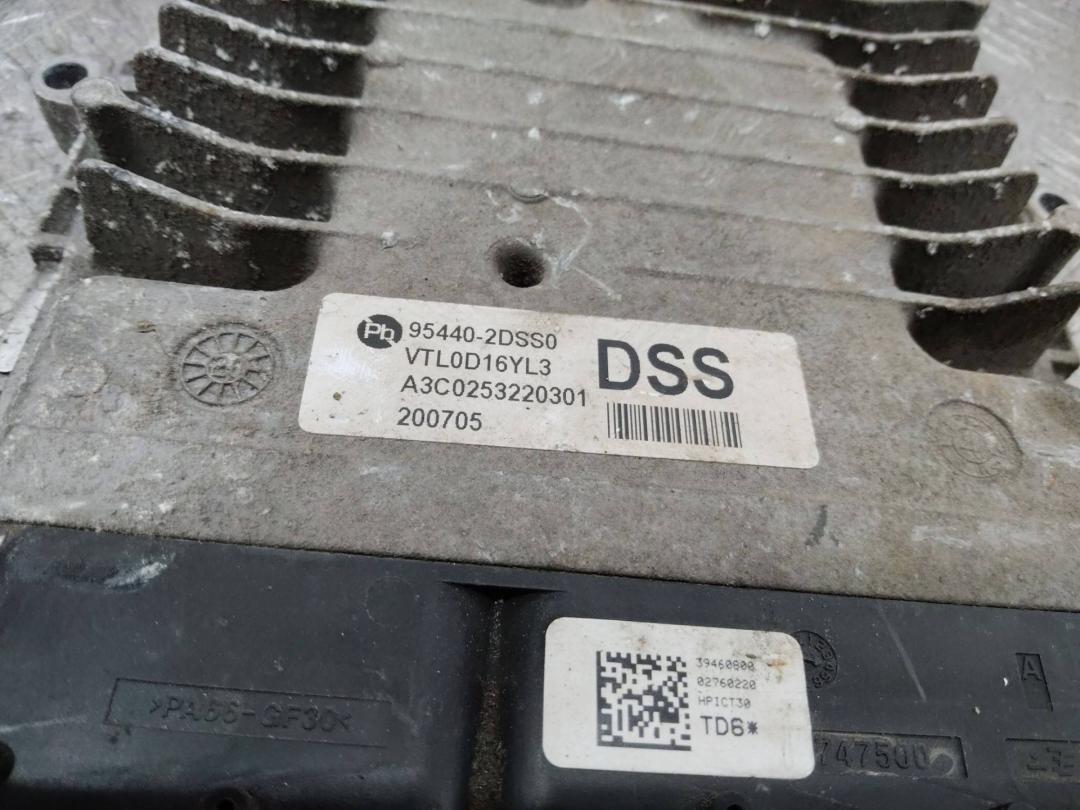 Pb 95440-2DSS0
VTL0D16YL3
A3C0253220301
200705
DSS
39460800
02760220
HPICT30
TD6*
>PA66-GF30<
747500
A